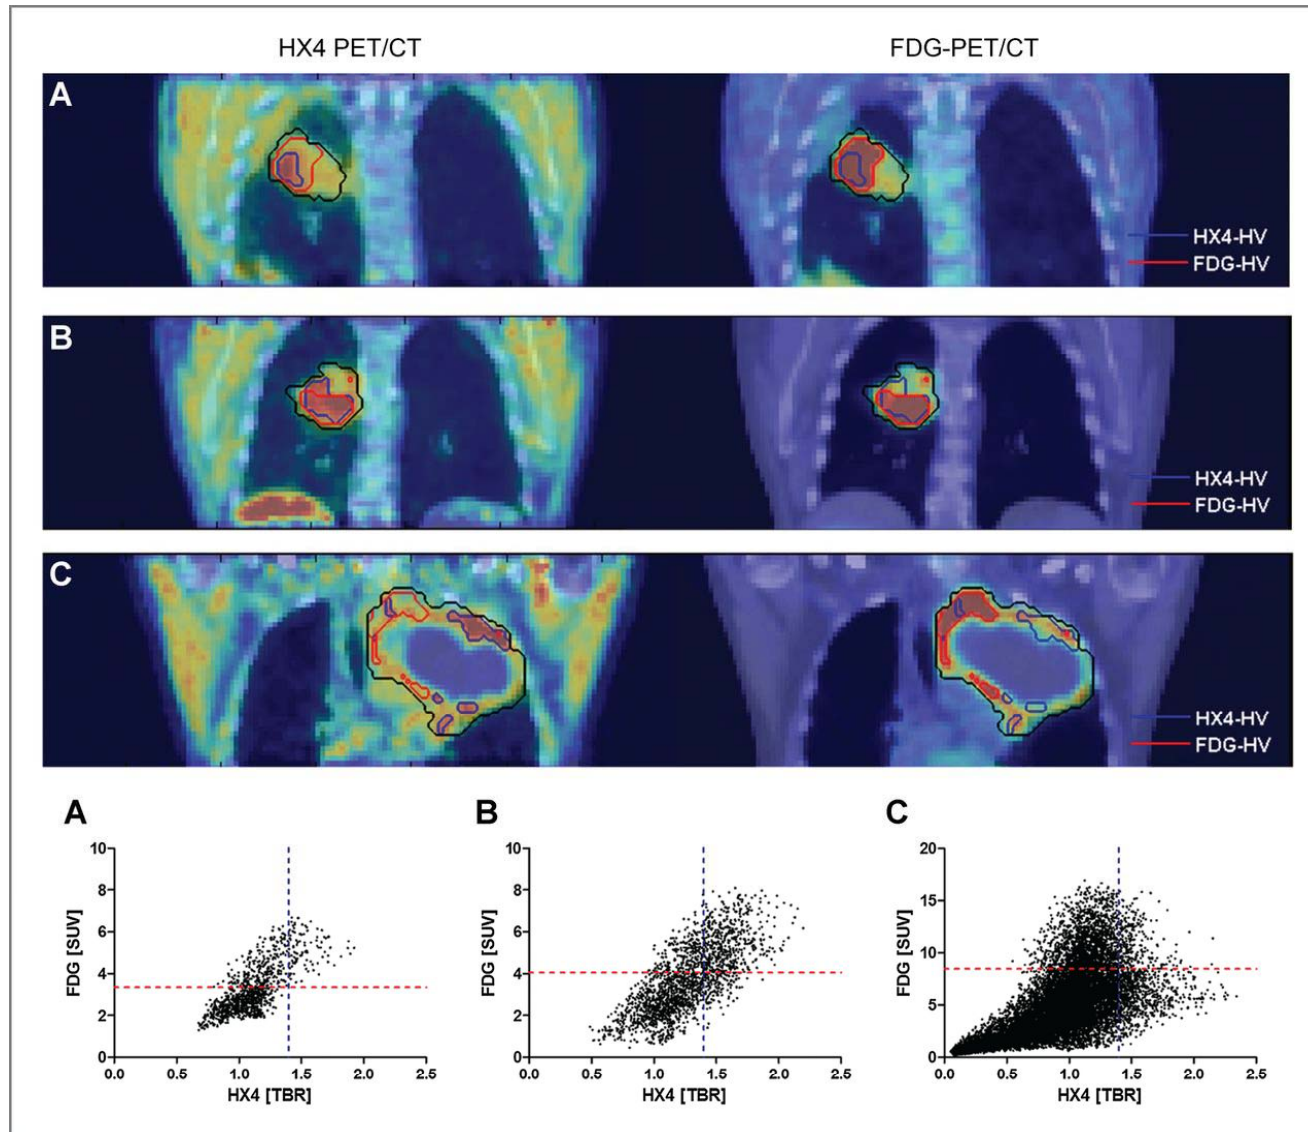 HX4 PET/CT FDG-PET/CT
A
HX4-HV
FDG-HV
B
HX4-HV
FDG-HV
C
HX4-HV
FDG-HV
A B C
10 10 20
8 8 15
6 6 10
4 4 5
2 2 0
0 0
FDG [SUV] FDG [SUV] FDG [SUV]
0.0 0.5 1.0 1.5 2.0 2.5 0.0 0.5 1.0 1.5 2.0 2.5 0.0 0.5 1.0 1.5 2.0 2.5
HX4 [TBR] HX4 [TBR] HX4 [TBR]